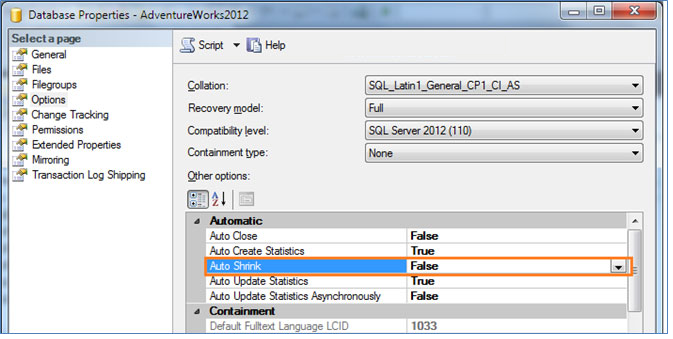 Database Properties - AdventureWorks2012
Select a page
General
Files
Filegroups
Options
Change Tracking
Permissions
Extended Properties
Mirroring
Transaction Log Shipping
Script Help
Collation: SQL_Latin1_General_CP1_CI_AS
Recovery model: Full
Compatibility level: SQL Server 2012 (110)
Containment type: None
Other options:
Automatic
Auto Close False
Auto Create Statistics True
Auto Shrink False
Auto Update Statistics True
Auto Update Statistics Asynchronously False
Containment
Default Fulltext Language LCID 1033